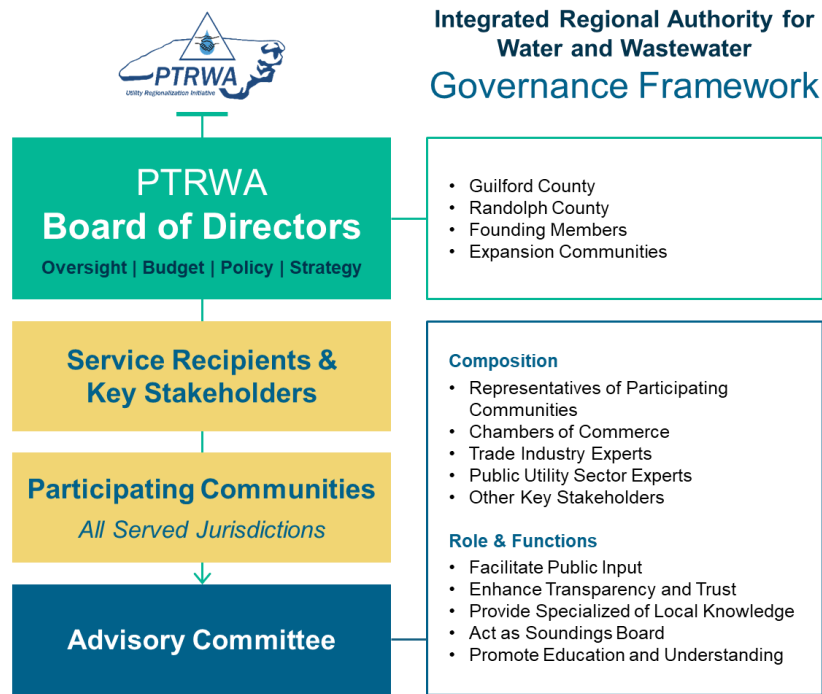 PTRWA
Utility Regionalization Initiative
Integrated Regional Authority for
Water and Wastewater
Governance Framework
PTRWA
Board of Directors
Oversight | Budget | Policy | Strategy
• Guilford County
• Randolph County
• Founding Members
• Expansion Communities
Service Recipients &
Key Stakeholders
Participating Communities
All Served Jurisdictions
Advisory Committee
Composition
• Representatives of Participating
Communities
• Chambers of Commerce
• Trade Industry Experts
• Public Utility Sector Experts
• Other Key Stakeholders
Role & Functions
• Facilitate Public Input
• Enhance Transparency and Trust
• Provide Specialized of Local Knowledge
• Act as Soundings Board
• Promote Education and Understanding